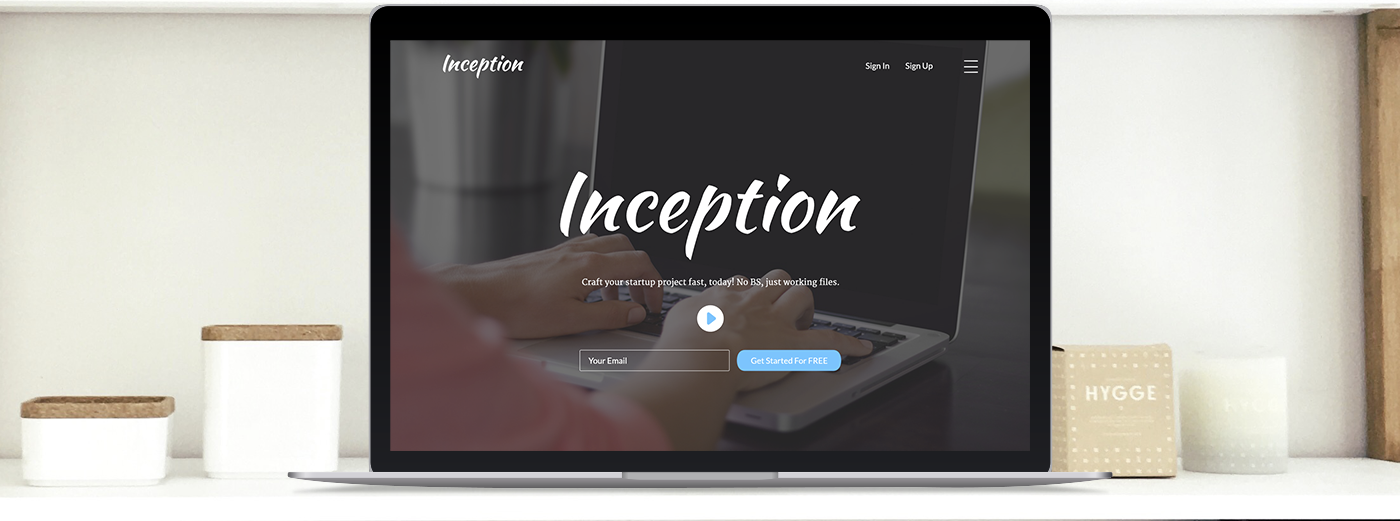 Inception
Sign In
Sign Up
Inception
Craft your startup project fast, today! No BS, just working files.
Your Email
Get Started For FREE
HYGGE